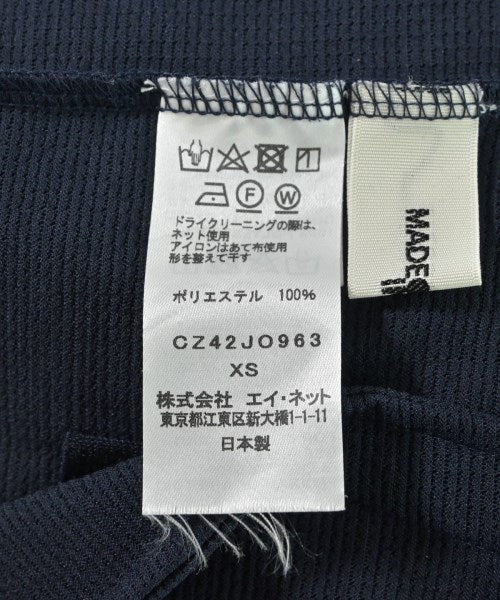 F W
ドライクリーニングの際は、
ネット使用
アイロンはあて布使用
形を整えて干す
ポリエステル 100%
CZ42JO963
XS
株式会社 エイ・ネット
東京都江東区新大橋1-1-11
日本製
MADE